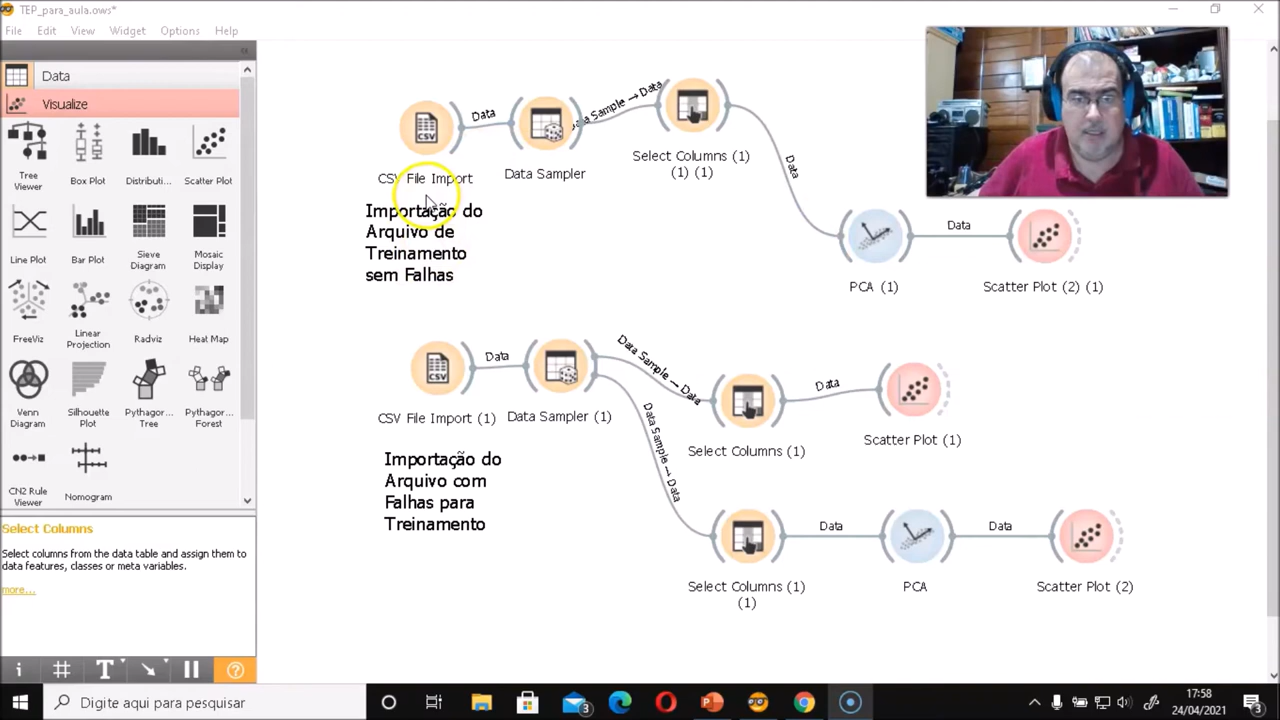 TEP_para_aula.ows*
File Edit View Widget Options Help
Data
Visualize
Tree Viewer
Box Plot
Distributi...
Scatter Plot
Line Plot
Bar Plot
Sieve Diagram
Mosaic Display
FreeViz
Linear Projection
Radviz
Heat Map
Venn Diagram
Silhouette Plot
Pythagor... Tree
Pythagor... Forest
CN2 Rule Viewer
Nomogram
Select Columns
Select columns from the data table and assign them to
data features, classes or meta variables.
more...
CSV
Data
Data Sample → Data
CSV File Import
Data Sampler
Select Columns (1)
(1) (1)
Data
Importação do
Arquivo de
Treinamento
sem Falhas
Data
PCA (1)
Scatter Plot (2) (1)
CSV
Data
Data Sample → Data
Data Sample → Data
Data
CSV File Import (1)
Data Sampler (1)
Select Columns (1)
Scatter Plot (1)
Importação do
Arquivo com
Falhas para
Treinamento
Data
Data
Select Columns (1)
(1)
PCA
Scatter Plot (2)
Digite aqui para pesquisar
3
17:58
24/04/2021
3